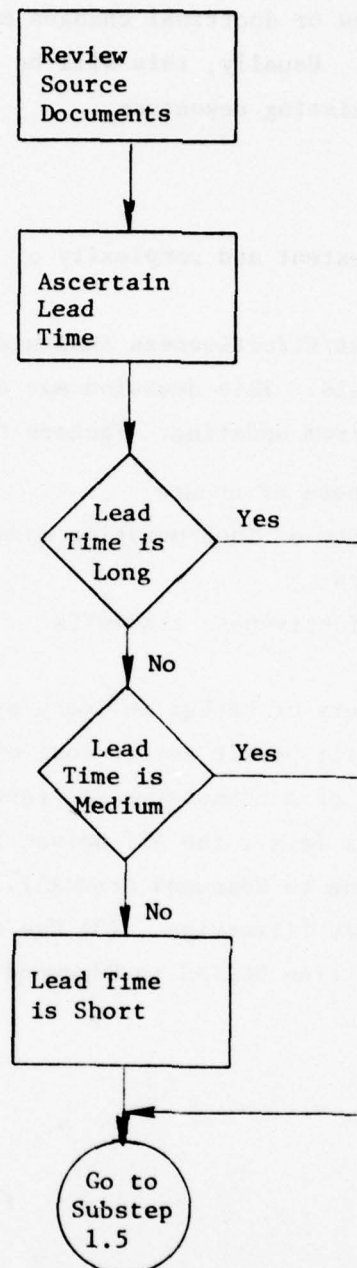 Review
Source
Documents
Ascertain
Lead
Time
Lead
Time is
Long
Yes
No
Lead
Time is
Medium
Yes
No
Lead Time
is Short
Go to
Substep
1.5